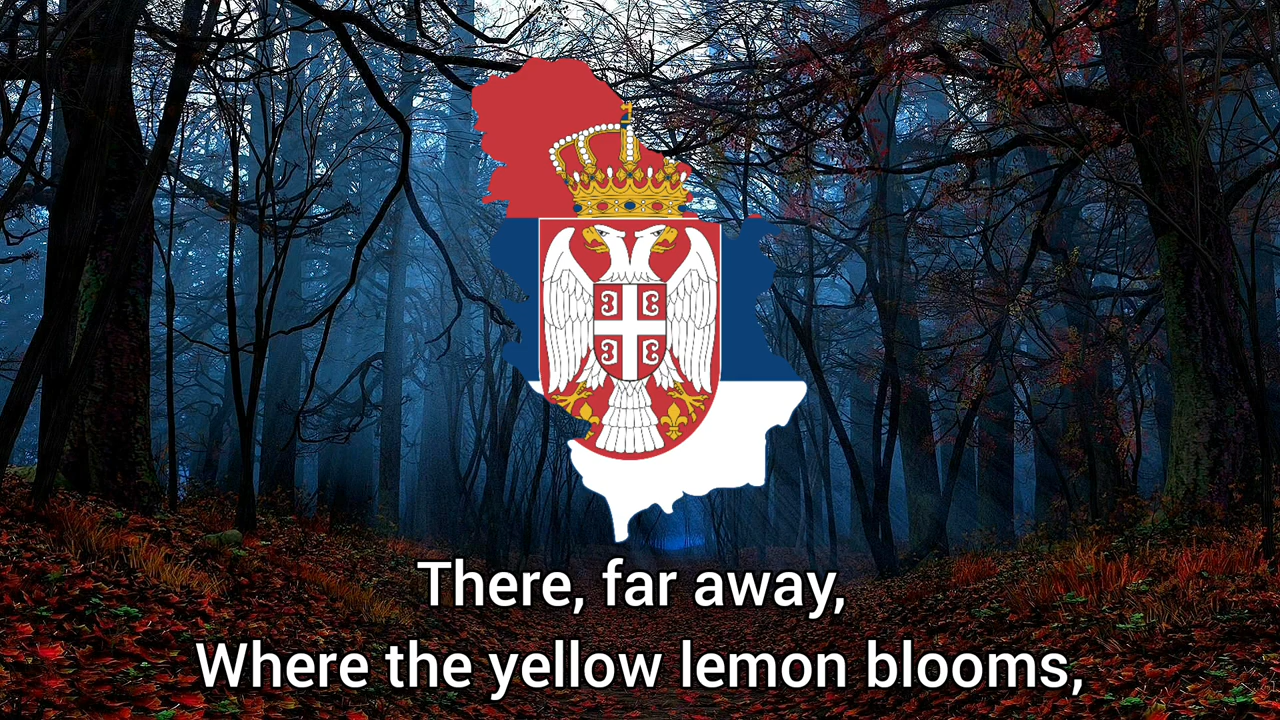 There, far away,
Where the yellow lemon blooms,